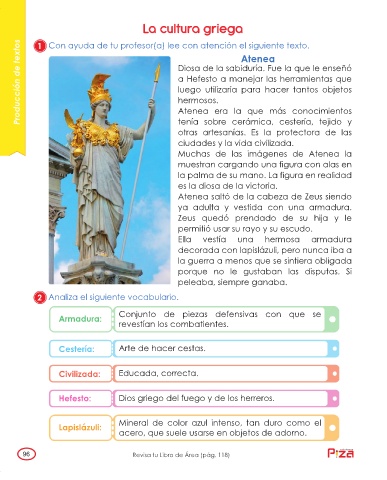 La cultura griega
Producción de textos
1 Con ayuda de tu profesor(a) lee con atención el siguiente texto.
Atenea
Diosa de la sabiduría. Fue la que le enseñó
a Hefesto a manejar las herramientas que
luego utilizaría para hacer tantos objetos
hermosos.
Atenea era la que más conocimientos
tenía sobre cerámica, cestería, tejido y
otras artesanías. Es la protectora de las
ciudades y la vida civilizada.
Muchas de las imágenes de Atenea la
muestran cargando una figura con alas en
la palma de su mano. La figura en realidad
es la diosa de la victoria.
Atenea saltó de la cabeza de Zeus siendo
ya adulta y vestida con una armadura.
Zeus quedó prendado de su hija y le
permitió usar su rayo y su escudo.
Ella vestía una hermosa armadura
decorada con lapislázuli, pero nunca iba a
la guerra a menos que se sintiera obligada
porque no le gustaban las disputas. Si
peleaba, siempre ganaba.
2 Analiza el siguiente vocabulario.
Armadura:
Conjunto de piezas defensivas con que se
revestían los combatientes.
Cestería:
Arte de hacer cestas.
Civilizada:
Educada, correcta.
Hefesto:
Dios griego del fuego y de los herreros.
Lapislázuli:
Mineral de color azul intenso, tan duro como el
acero, que suele usarse en objetos de adorno.
96
Revisa tu Libro de Área (pág. 118)